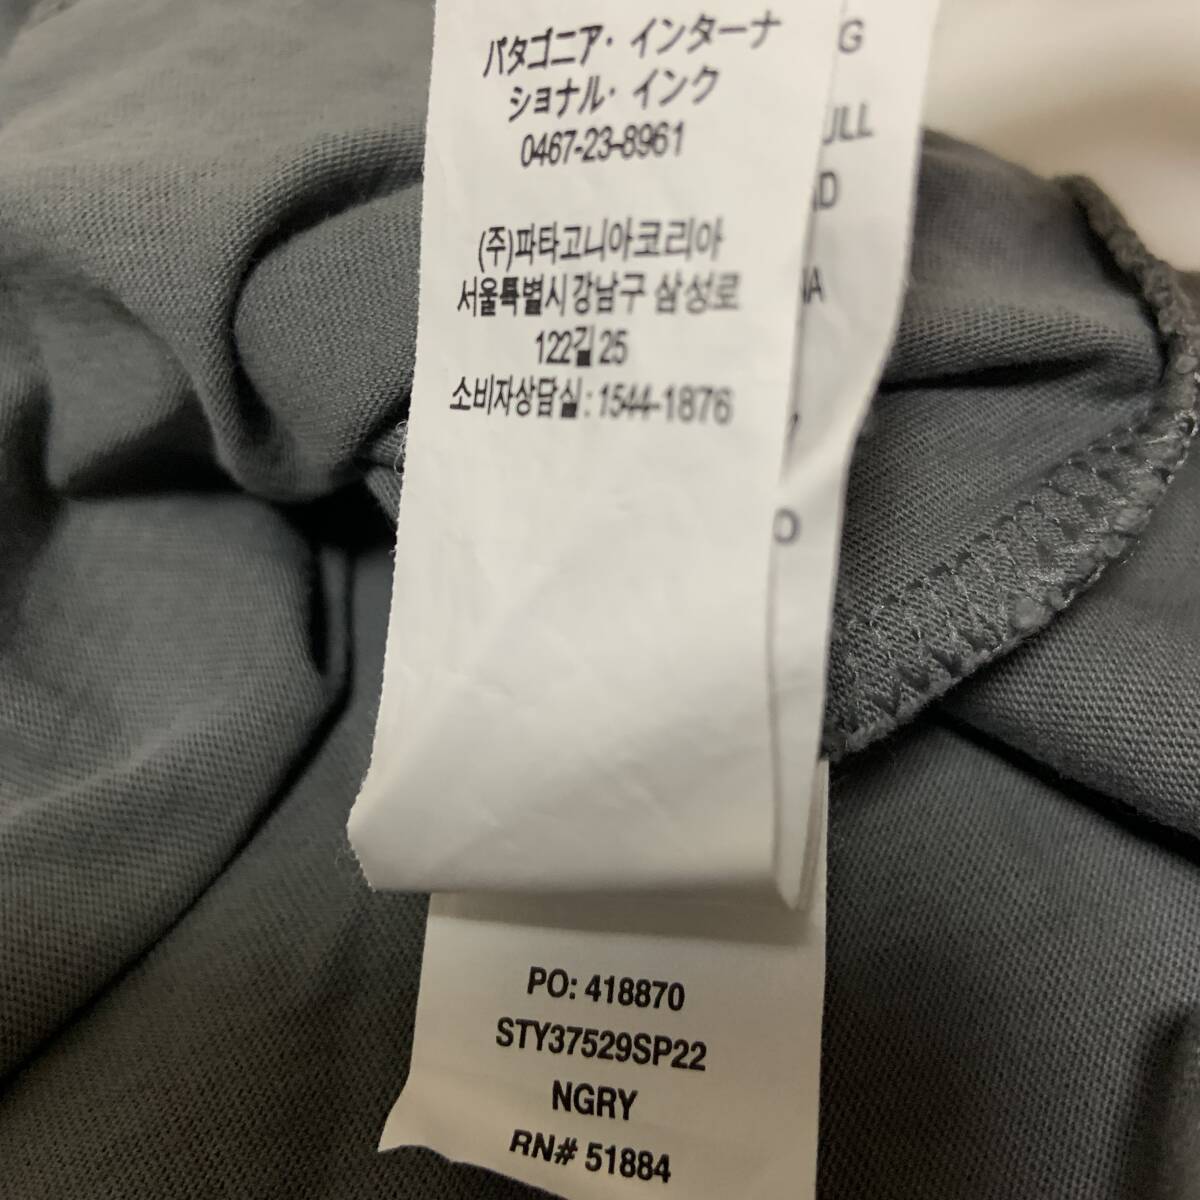 パタゴニア・インターナ
ショナル・インク
0467-23-8961
(주)파타고니아코리아
서울특별시 강남구 삼성로
122길 25
소비자상담실 : 1544-1876
G
PO: 418870
STY37529SP22
NGRY
RN# 51884